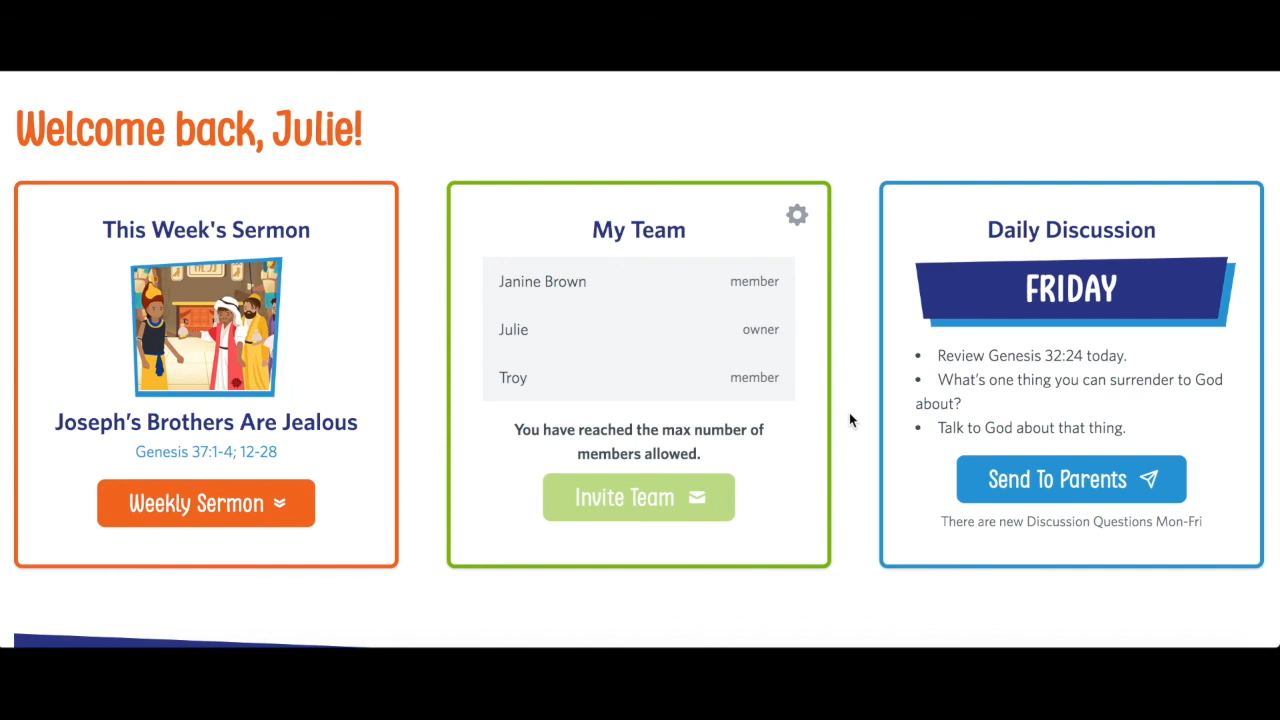 Welcome back, Julie!
This Week's Sermon
Joseph's Brothers Are Jealous
Genesis 37:1-4; 12-28
Weekly Sermon
My Team
Janine Brown member
Julie owner
Troy member
You have reached the max number of
members allowed.
Invite Team
Daily Discussion
FRIDAY
• Review Genesis 32:24 today.
• What's one thing you can surrender to God
about?
• Talk to God about that thing.
Send To Parents
There are new Discussion Questions Mon-Fri